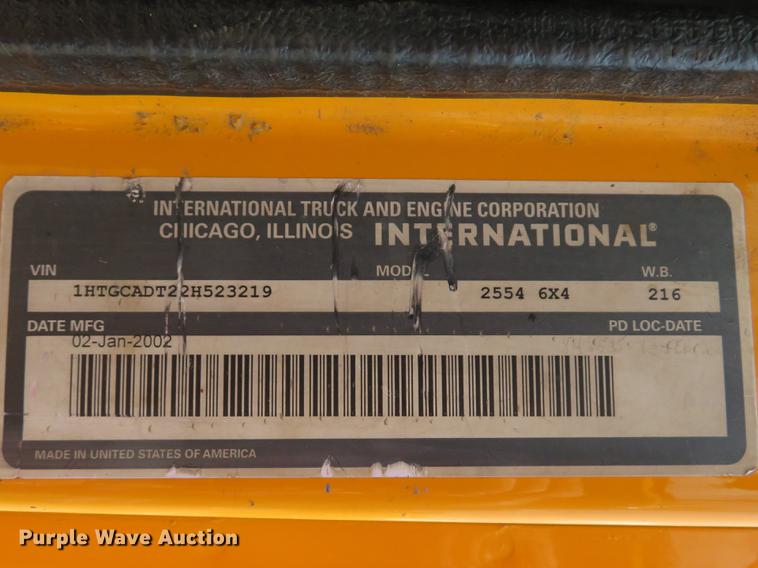 INTERNATIONAL TRUCK AND ENGINE CORPORATION
CHICAGO, ILLINOIS INTERNATIONAL®
VIN MODEL W.B.
1HTGCADT22H523219 2554 6X4 216
DATE MFG PD LOC-DATE
02-Jan-2002
MADE IN UNITED STATES OF AMERICA
Purple Wave Auction